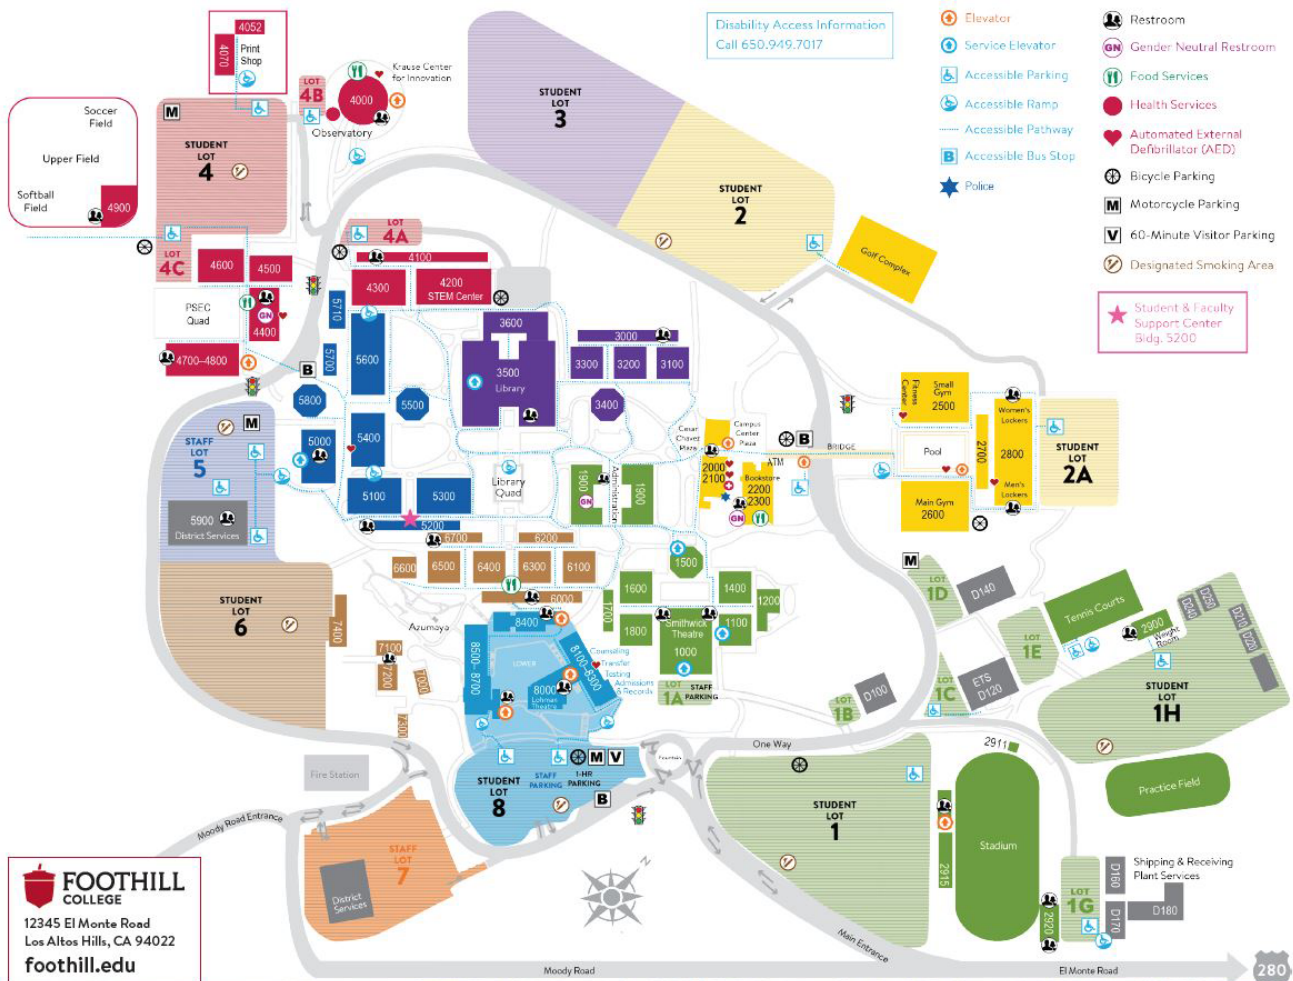 4052
4070
Print
Shop
Disability Access Information
Call 650.949.7017
Elevator
Service Elevator
Accessible Parking
Accessible Ramp
Accessible Pathway
B
Accessible Bus Stop
Police
Restroom
GN
Gender Neutral Restroom
Food Services
Health Services
Automated External
Defibrillator (AED)
Bicycle Parking
M
Motorcycle Parking
V
60-Minute Visitor Parking
Designated Smoking Area
Student & Faculty
Support Center
Bldg. 5200
Soccer
Field
Upper Field
Softball
Field
4900
M
STUDENT
LOT
4
LOT
4B
4000
Krause Center
for Innovation
Observatory
STUDENT
LOT
3
STUDENT
LOT
2
Golf Complex
LOT
4C
4600
4500
PSEC
Quad
GN
4400
4700–4800
LOT
4A
4100
4300
4200
STEM Center
5710
5700
5600
B
5800
5500
5400
5000
5100
5300
5200
3600
3500
Library
3000
3300
3200
3100
3400
Library
Quad
1900
GN
Administration
1950
Cesar
Chavez
Plaza
Campus
Center
Plaza
2000
2100
ATM
Bookstore
2200
2300
GN
B
BRIDGE
Fitness
Center
Small
Gym
2500
Pool
Main Gym
2600
2700
Women's
Lockers
2800
Men's
Lockers
STUDENT
LOT
2A
STAFF
LOT
5
M
5900
District Services
STUDENT
LOT
6
6700
6200
6600
6500
6400
6300
6100
6000
1500
1600
1400
1700
1800
1200
1100
Smithwick
Theatre
1000
LOT
1A
STAFF
PARKING
7400
7100
7200
7000
7500
Azumaya
8400
8500–8700
LOWER
8100–8300
8000
Lohman
Theatre
Counseling
Transfer
Testing
Admissions
& Records
M
LOT
1D
D140
LOT
1E
Tennis Courts
2900
Weight
Room
D240
D250
D210
D220
LOT
1C
ETS
D120
LOT
1B
D100
STUDENT
LOT
1H
Practice Field
One Way
2911
Fountain
Fire Station
STUDENT
LOT
8
STAFF
PARKING
1-HR
PARKING
M
V
B
STUDENT
LOT
1
Stadium
2915
2920
LOT
1G
D160
D170
D180
Shipping & Receiving
Plant Services
Moody Road Entrance
STAFF
LOT
7
District
Services
N
Main Entrance
FOOTHILL
COLLEGE
12345 El Monte Road
Los Altos Hills, CA 94022
foothill.edu
Moody Road
El Monte Road
280